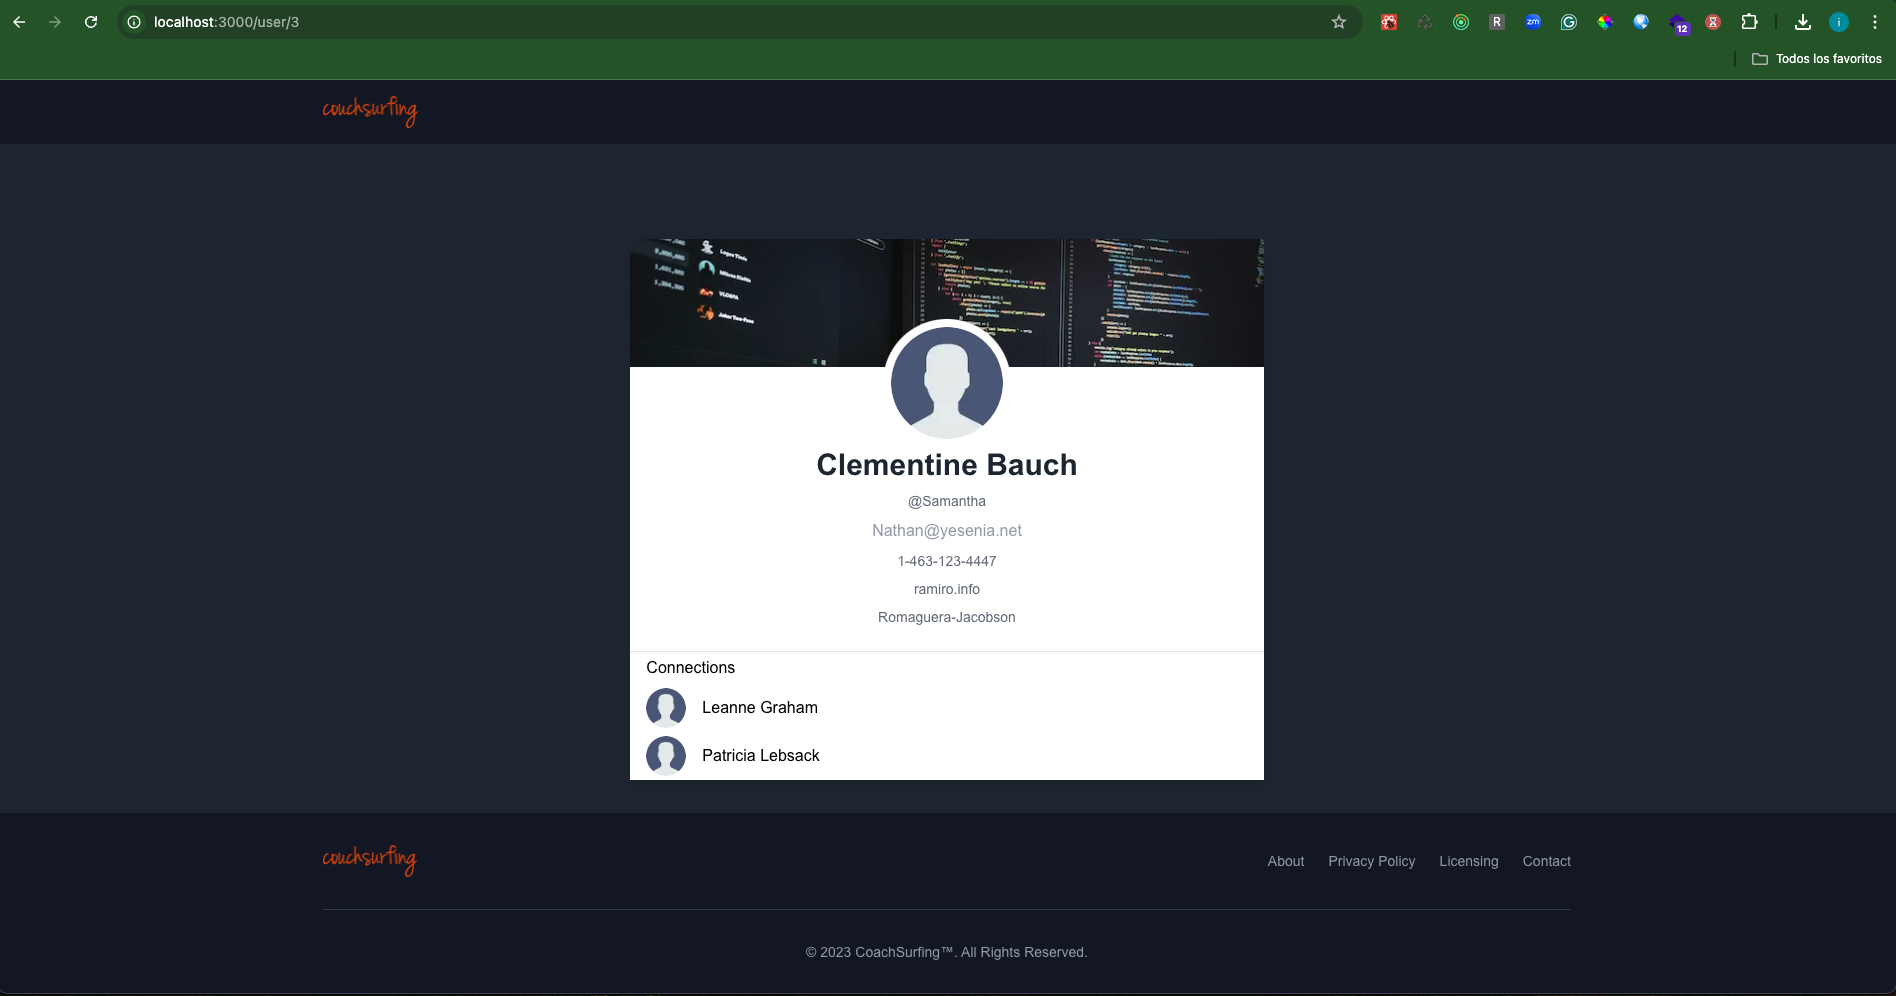 localhost:3000/user/3
R
zm
12
i
Todos los favoritos
couchsurfing
Clementine Bauch
@Samantha
Nathan@yesenia.net
1-463-123-4447
ramiro.info
Romaguera-Jacobson
Connections
Leanne Graham
Patricia Lebsack
couchsurfing
About Privacy Policy Licensing Contact
© 2023 CoachSurfing™. All Rights Reserved.